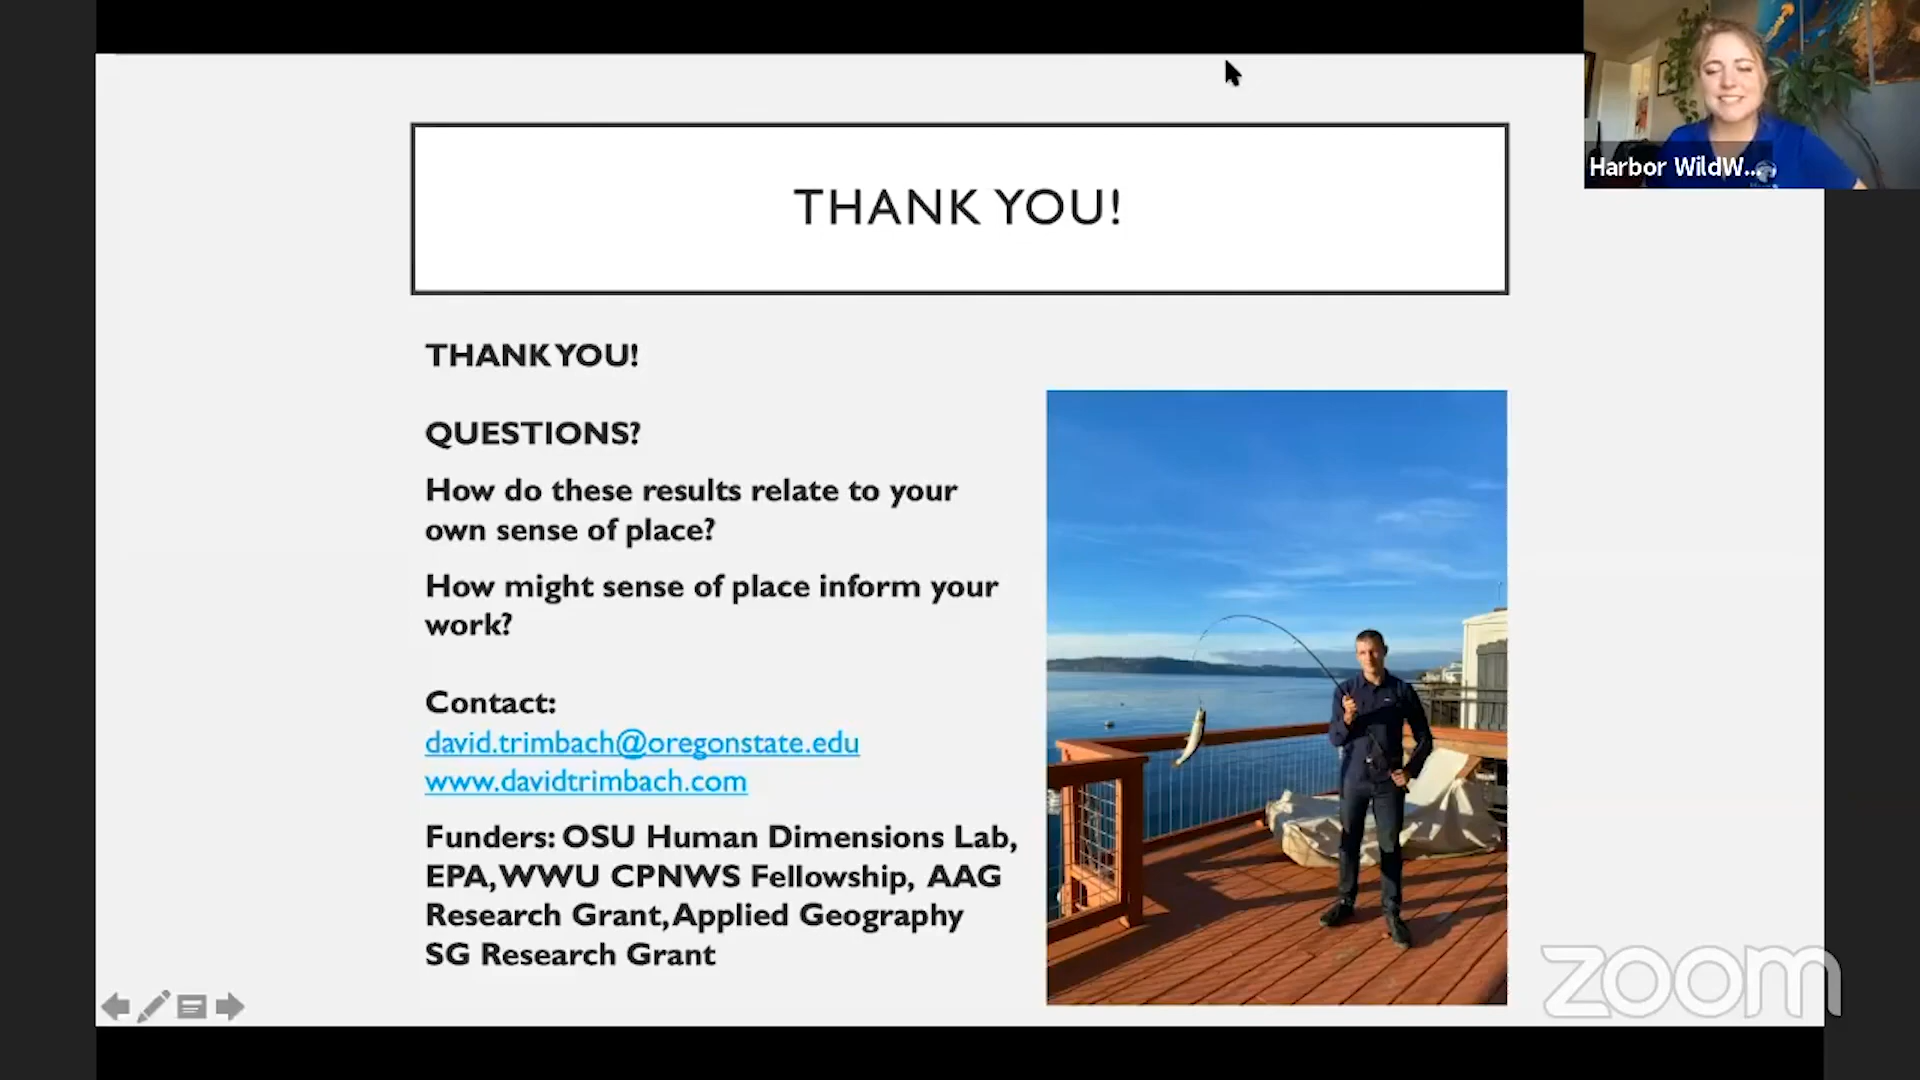 Harbor WildW...
THANK YOU!
THANK YOU!
QUESTIONS?
How do these results relate to your
own sense of place?
How might sense of place inform your
work?
Contact:
david.trimbach@oregonstate.edu
www.davidtrimbach.com
Funders: OSU Human Dimensions Lab,
EPA, WWU CPNWS Fellowship, AAG
Research Grant, Applied Geography
SG Research Grant
zoom